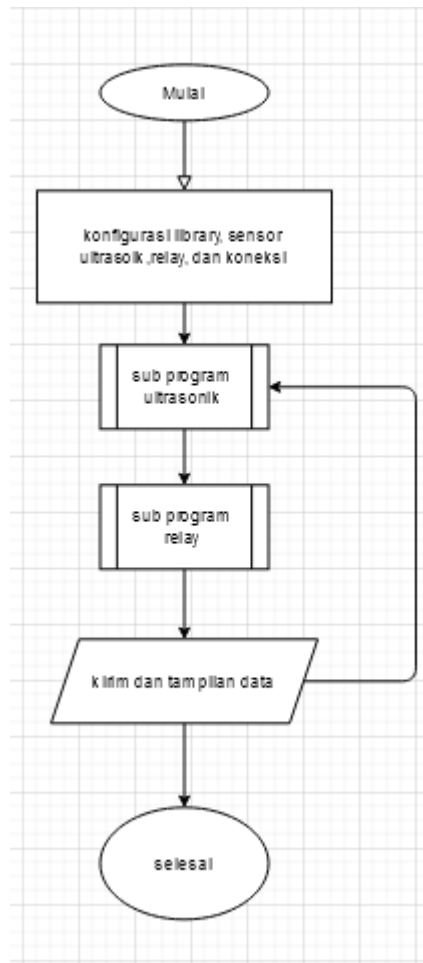 Mulai
konfigurasi library, sensor
ultrasoik ,relay, dan koneksi
sub program
ultrasonik
sub program
relay
kirim dan tampilan data
selesai